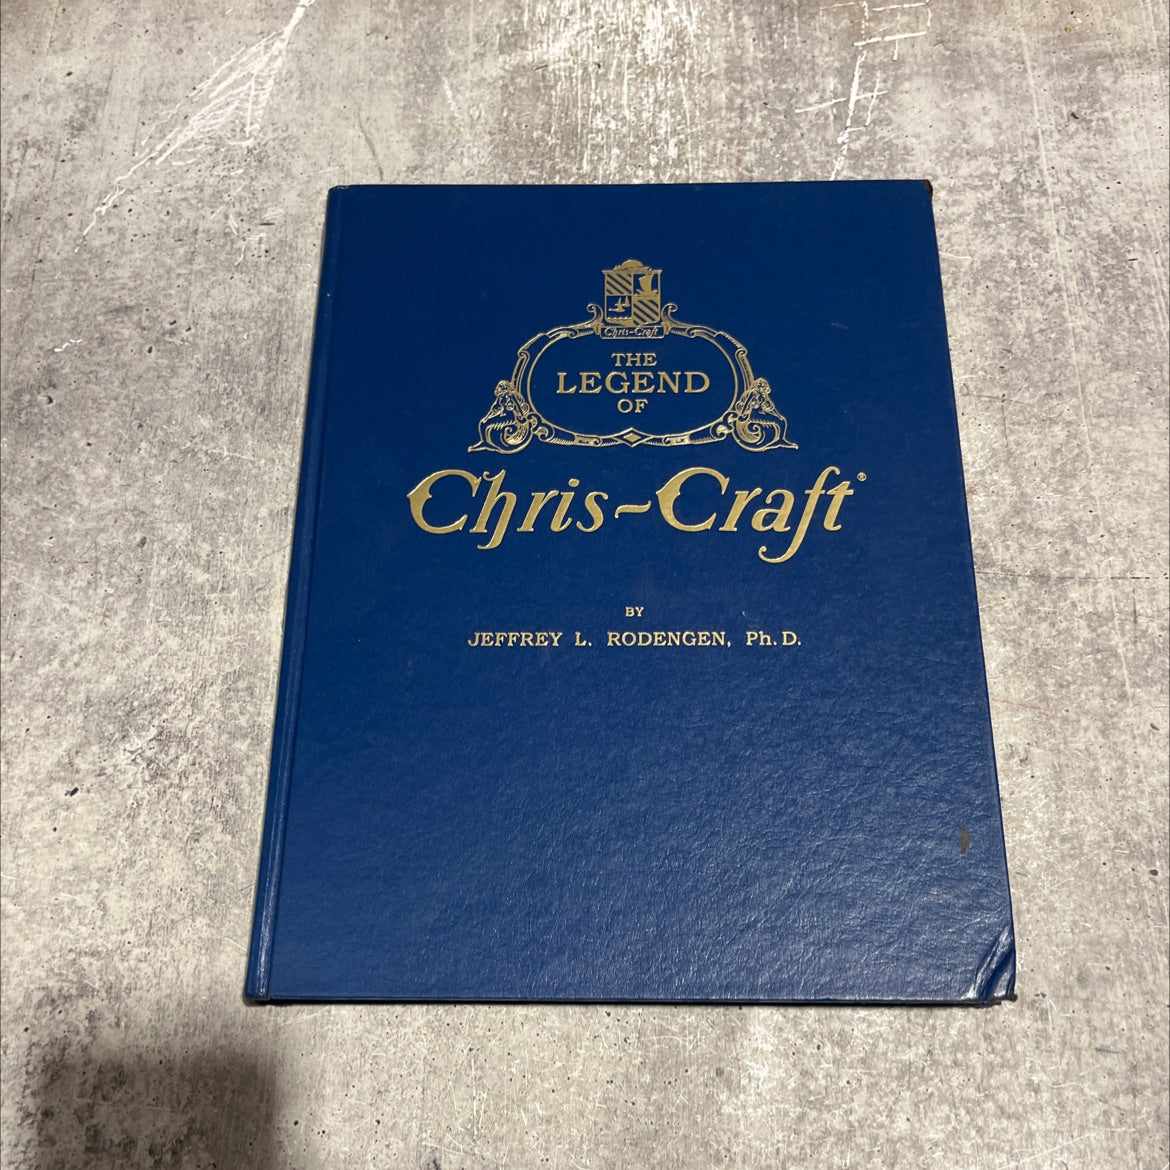 Chris-Craft
THE
LEGEND
OF
Chris-Craft®
BY
JEFFREY L. RODENGEN, Ph.D.